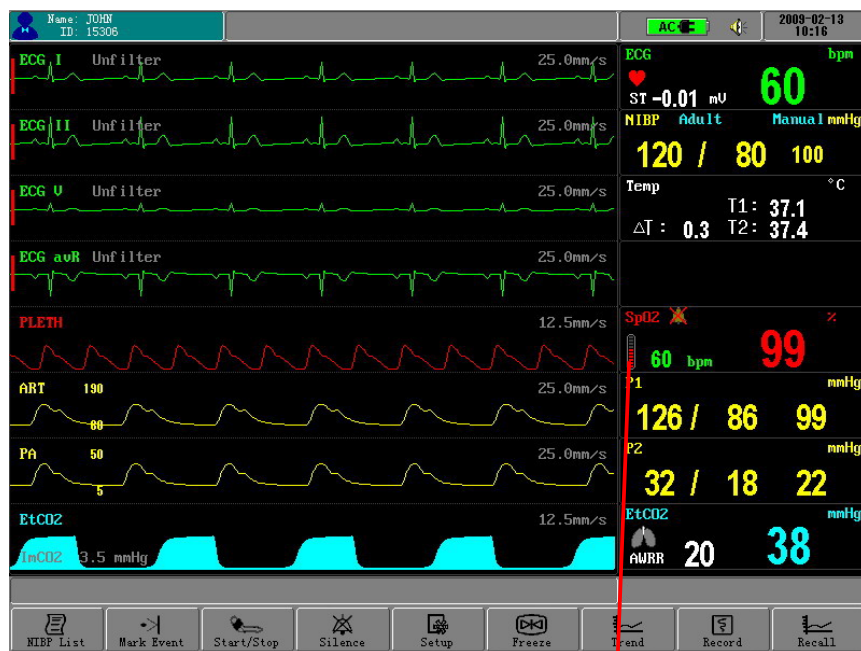 Name: JOHN
ID: 15306
AC
2009-02-13
10:16
ECG I Unfilter 25.0mm/s
ECG bpm
60
ST -0.01 mV
ECG II Unfilter 25.0mm/s
NIBP Adult Manual mmHg
120 / 80 100
ECG V Unfilter 25.0mm/s
Temp °C
T1: 37.1
ΔT: 0.3 T2: 37.4
ECG avR Unfilter 25.0mm/s
PLETH 12.5mm/s
SpO2 %
99
60 bpm
ART 190 25.0mm/s
80
P1 mmHg
126 / 86 99
PA 50 25.0mm/s
5
P2 mmHg
32 / 18 22
EtCO2 12.5mm/s
ImCO2 3.5 mmHg
EtCO2 mmHg
AWRR 20 38
NIBP List
Mark Event
Start/Stop
Silence
Setup
Freeze
Trend
Record
Recall